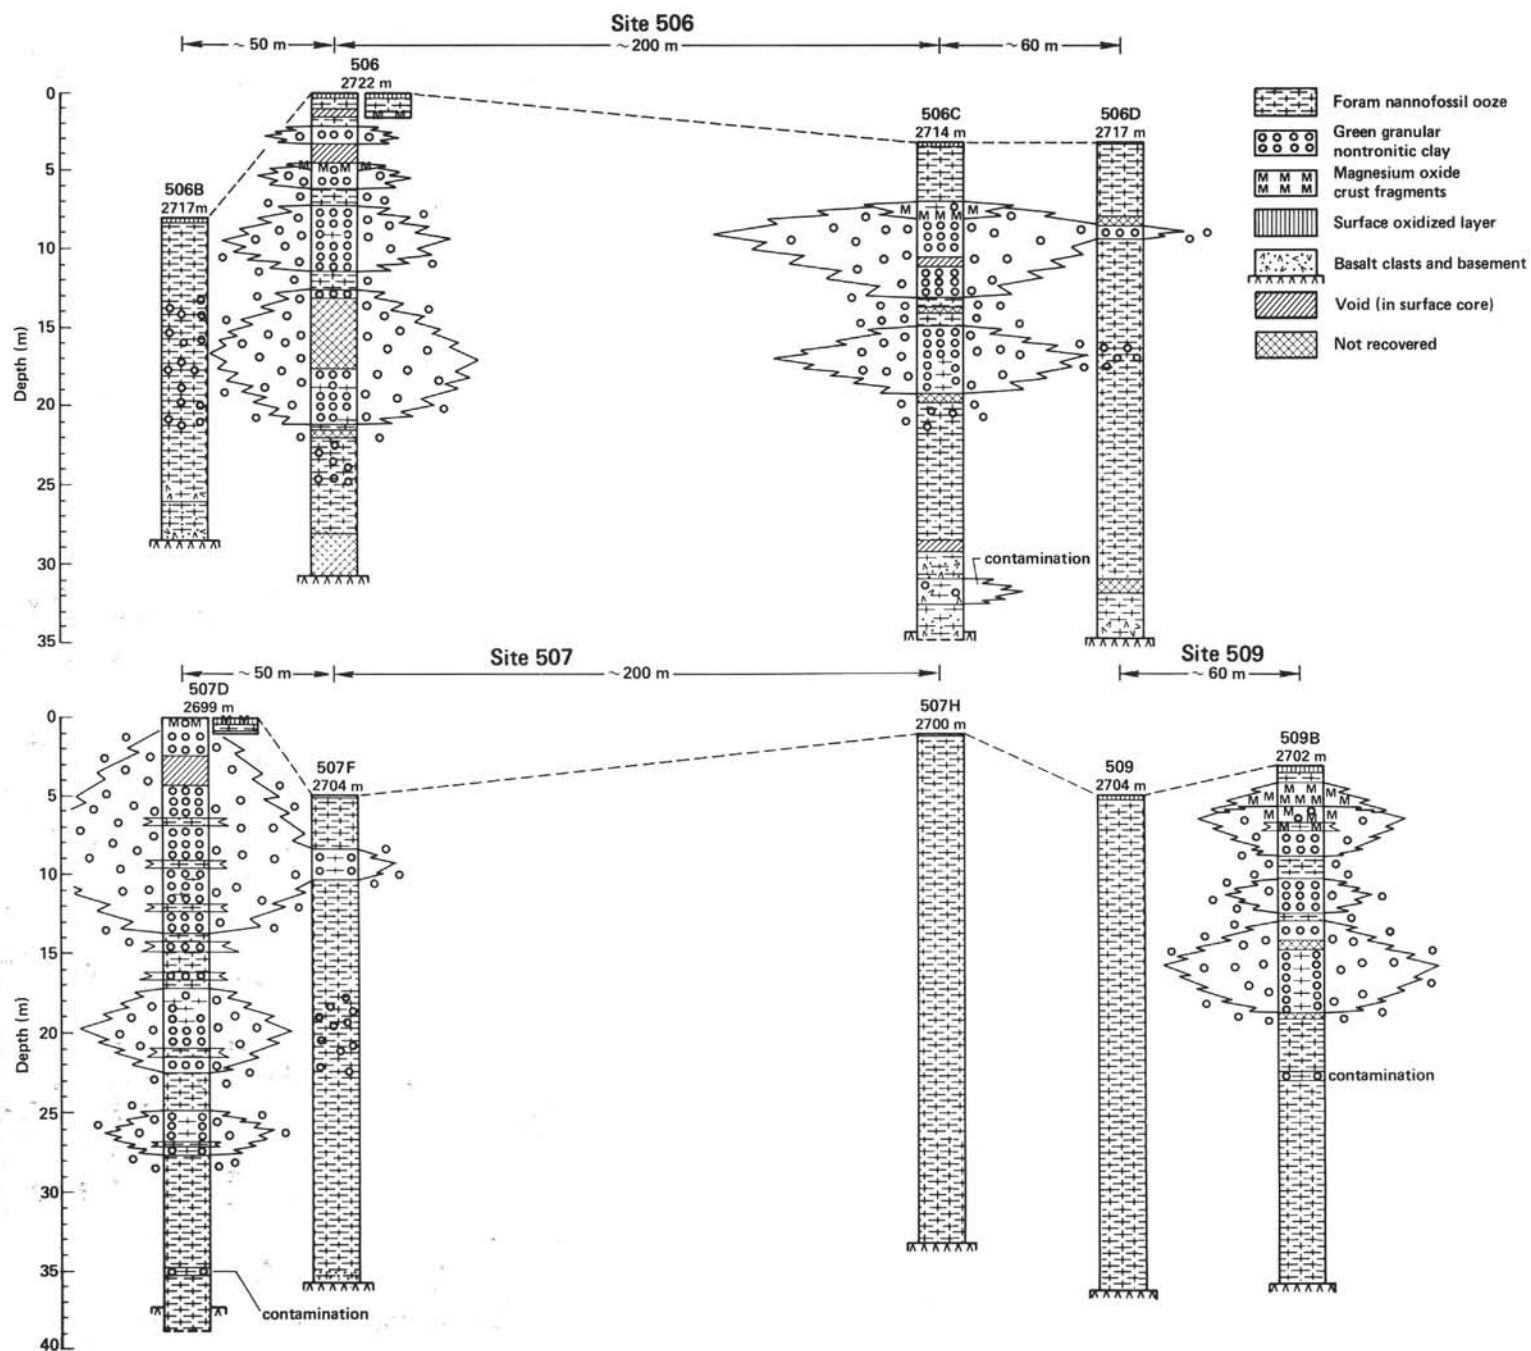 Site 506
~ 50 m
~200 m
~60 m
506
2722 m
506B
2717m
506C
2714 m
506D
2717 m
0
5
10
15
20
25
30
35
Depth (m)
M M
M M M M
M M M M M
contamination
Foram nannofossil ooze
Green granular
nontronitic clay
M M M
M M M
Magnesium oxide
crust fragments
Surface oxidized layer
Basalt clasts and basement
Void (in surface core)
Not recovered
Site 507
~ 50 m
~200 m
Site 509
~ 60 m
507D
2699 m
507F
2704 m
507H
2700 m
509
2704 m
509B
2702 m
0
5
10
15
20
25
30
35
40
Depth (m)
M M
M M
contamination
contamination